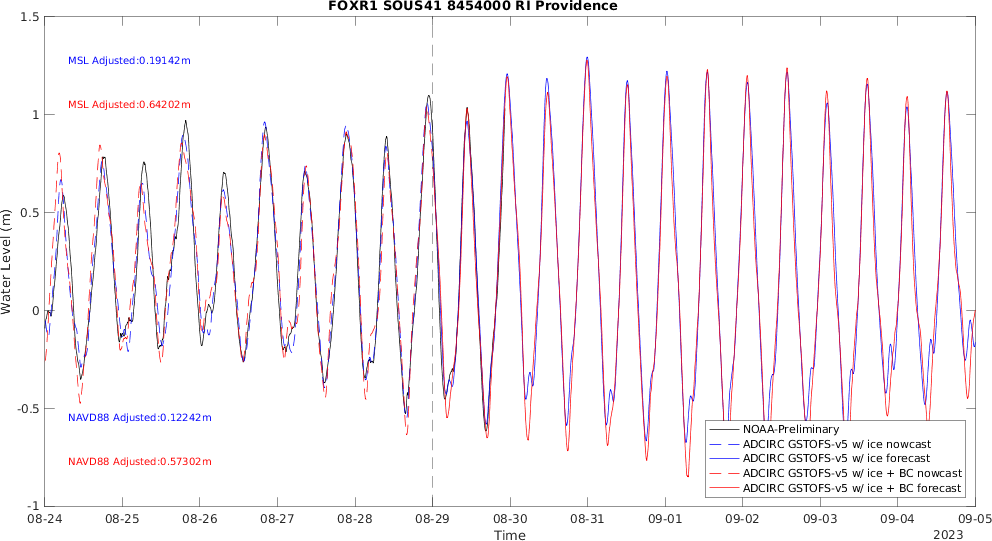 FOXR1 SOUS41 8454000 RI Providence
1.5
MSL Adjusted:0.19142m
MSL Adjusted:0.64202m
1
0.5
Water Level (m)
0
-0.5
NAVD88 Adjusted:0.12242m
NAVD88 Adjusted:0.57302m
-1
NOAA-Preliminary
ADCIRC GSTOFS-v5 w/ ice nowcast
ADCIRC GSTOFS-v5 w/ ice forecast
ADCIRC GSTOFS-v5 w/ ice + BC nowcast
ADCIRC GSTOFS-v5 w/ ice + BC forecast
08-24 08-25 08-26 08-27 08-28 08-29 08-30 08-31 09-01 09-02 09-03 09-04 09-05
Time
2023